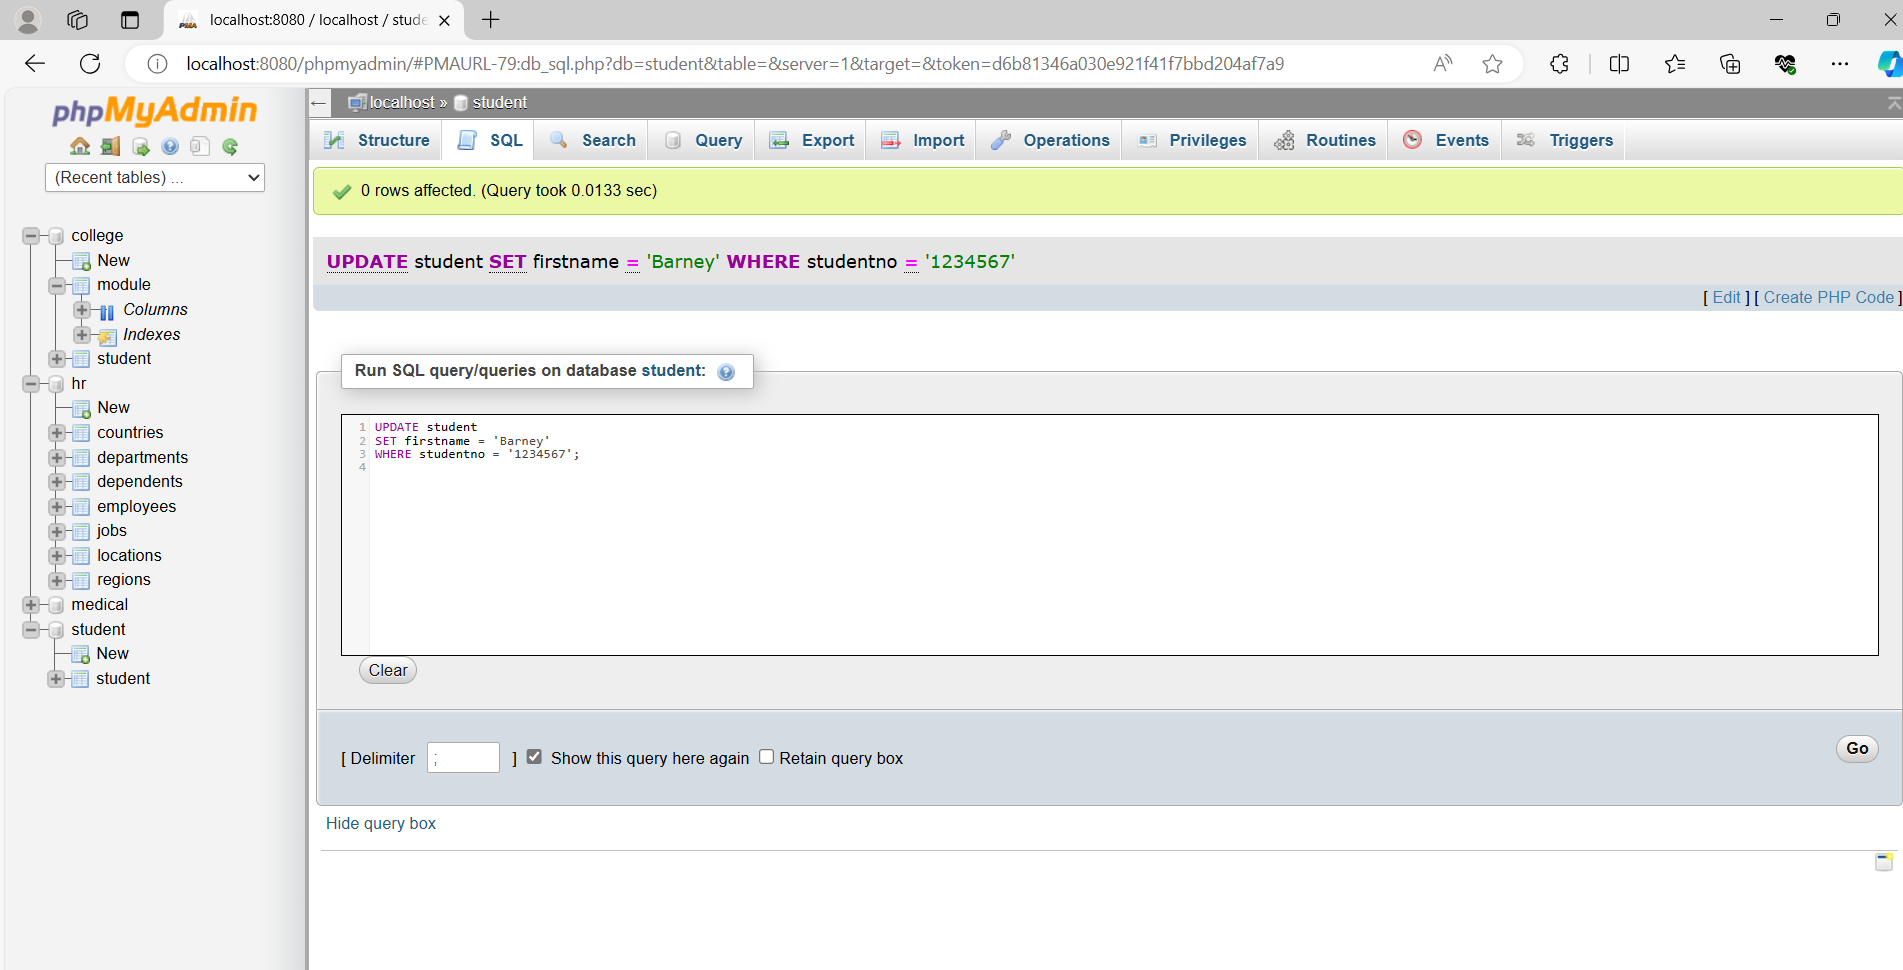 localhost:8080 / localhost / stude
localhost:8080/phpmyadmin/#PMAURL-79:db_sql.php?db=student&table=&server=1&target=&token=d6b81346a030e921f41f7bbd204af7a9
phpMyAdmin
(Recent tables) ...
college
New
module
Columns
Indexes
student
hr
New
countries
departments
dependents
employees
jobs
locations
regions
medical
student
New
student
localhost » student
Structure SQL Search Query Export Import Operations Privileges Routines Events Triggers
0 rows affected. (Query took 0.0133 sec)
UPDATE student SET firstname = 'Barney' WHERE studentno = '1234567'
[ Edit ] [ Create PHP Code ]
Run SQL query/queries on database student:
1 UPDATE student
2 SET firstname = 'Barney'
3 WHERE studentno = '1234567';
4
Clear
[ Delimiter ; ] Show this query here again Retain query box
Go
Hide query box